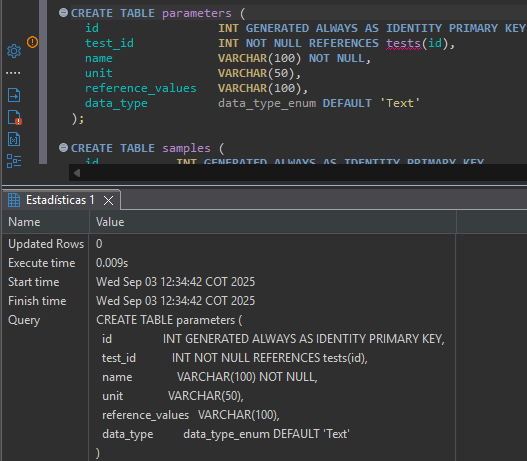 CREATE TABLE parameters (
id INT GENERATED ALWAYS AS IDENTITY PRIMARY KEY
test_id INT NOT NULL REFERENCES tests(id),
name VARCHAR(100) NOT NULL,
unit VARCHAR(50),
reference_values VARCHAR(100),
data_type data_type_enum DEFAULT 'Text'
);
CREATE TABLE samples (
id INT GENERATED ALWAYS AS IDENTITY PRIMARY KEY
Estadísticas 1
Name Value
Updated Rows 0
Execute time 0.009s
Start time Wed Sep 03 12:34:42 COT 2025
Finish time Wed Sep 03 12:34:42 COT 2025
Query CREATE TABLE parameters (
id INT GENERATED ALWAYS AS IDENTITY PRIMARY KEY,
test_id INT NOT NULL REFERENCES tests(id),
name VARCHAR(100) NOT NULL,
unit VARCHAR(50),
reference_values VARCHAR(100),
data_type data_type_enum DEFAULT 'Text'
)